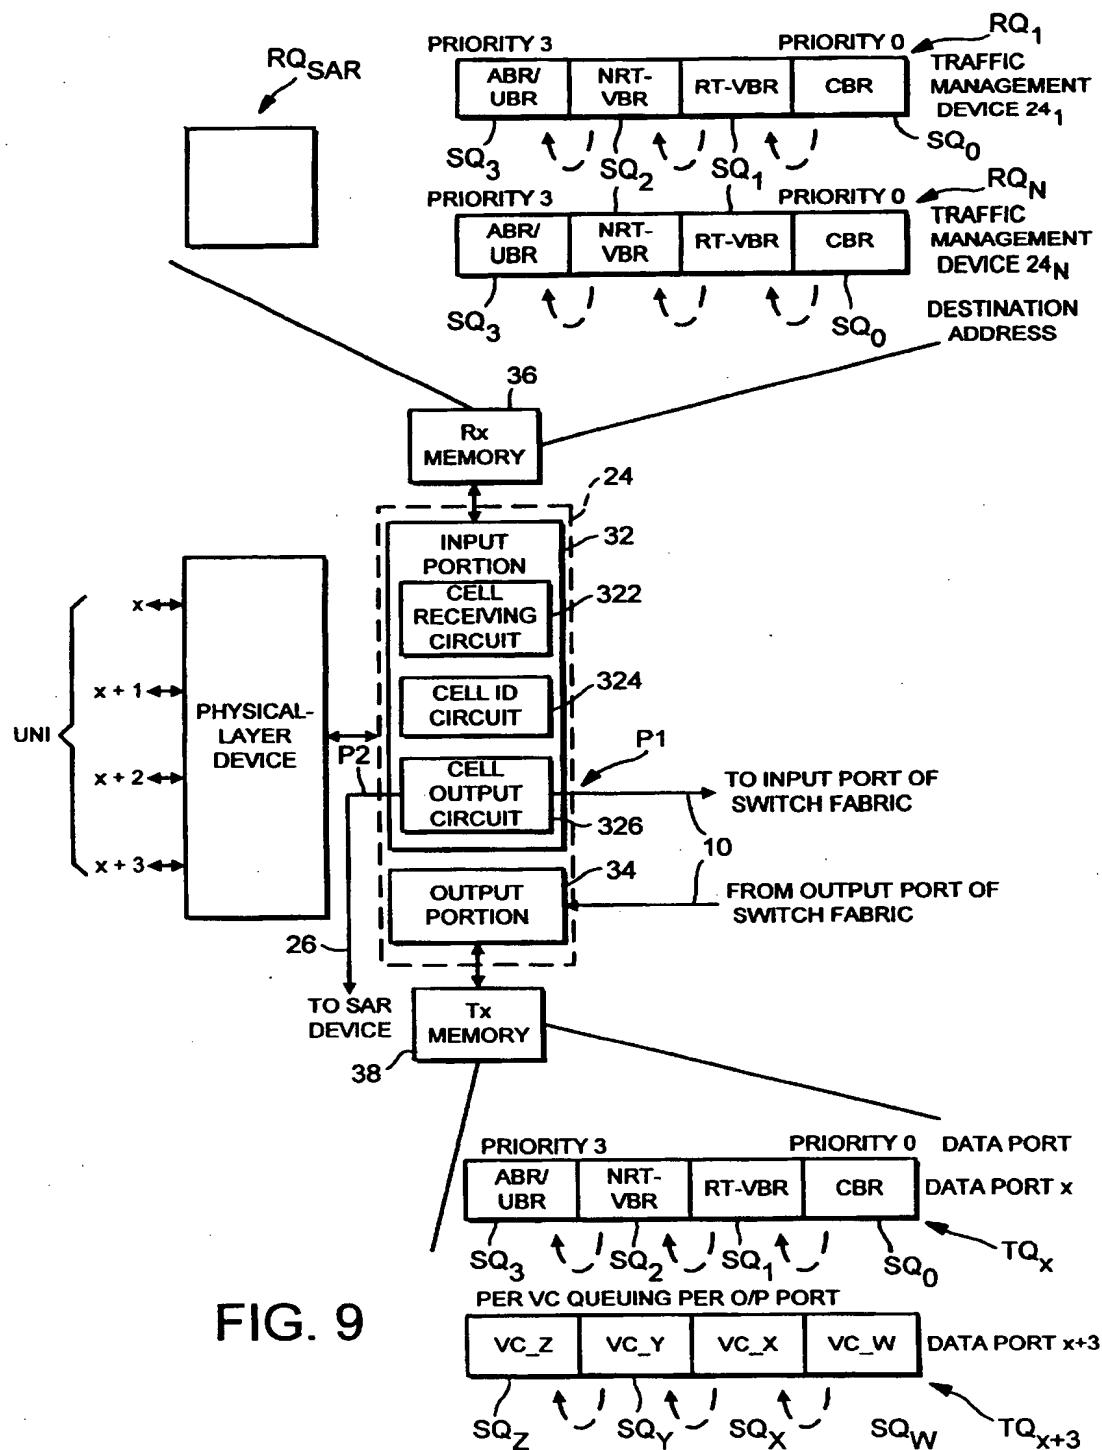 RQ1
PRIORITY 3 PRIORITY 0
RQSAR
ABR/ NRT- RT-VBR CBR
UBR VBR
TRAFFIC
MANAGEMENT
DEVICE 241
SQ3 SQ2 SQ1 SQ0
RQN
PRIORITY 3 PRIORITY 0
ABR/ NRT- RT-VBR CBR
UBR VBR
TRAFFIC
MANAGEMENT
DEVICE 24N
SQ3 SQ0
DESTINATION
ADDRESS
36
Rx
MEMORY
24
INPUT
PORTION
32
CELL
RECEIVING
CIRCUIT
322
CELL ID
CIRCUIT
324
CELL
OUTPUT
CIRCUIT
326
P1
P2
UNI
x
x + 1
x + 2
x + 3
PHYSICAL-
LAYER
DEVICE
TO INPUT PORT OF
SWITCH FABRIC
10
OUTPUT
PORTION
34
FROM OUTPUT PORT OF
SWITCH FABRIC
26
TO SAR
DEVICE
Tx
MEMORY
38
PRIORITY 3 PRIORITY 0 DATA PORT
ABR/ NRT- RT-VBR CBR
UBR VBR
DATA PORT x
SQ3 SQ2 SQ1 SQ0
TQx
PER VC QUEUING PER O/P PORT
VC_Z VC_Y VC_X VC_W DATA PORT x+3
SQZ SQY SQX SQW
TQx+3
FIG. 9